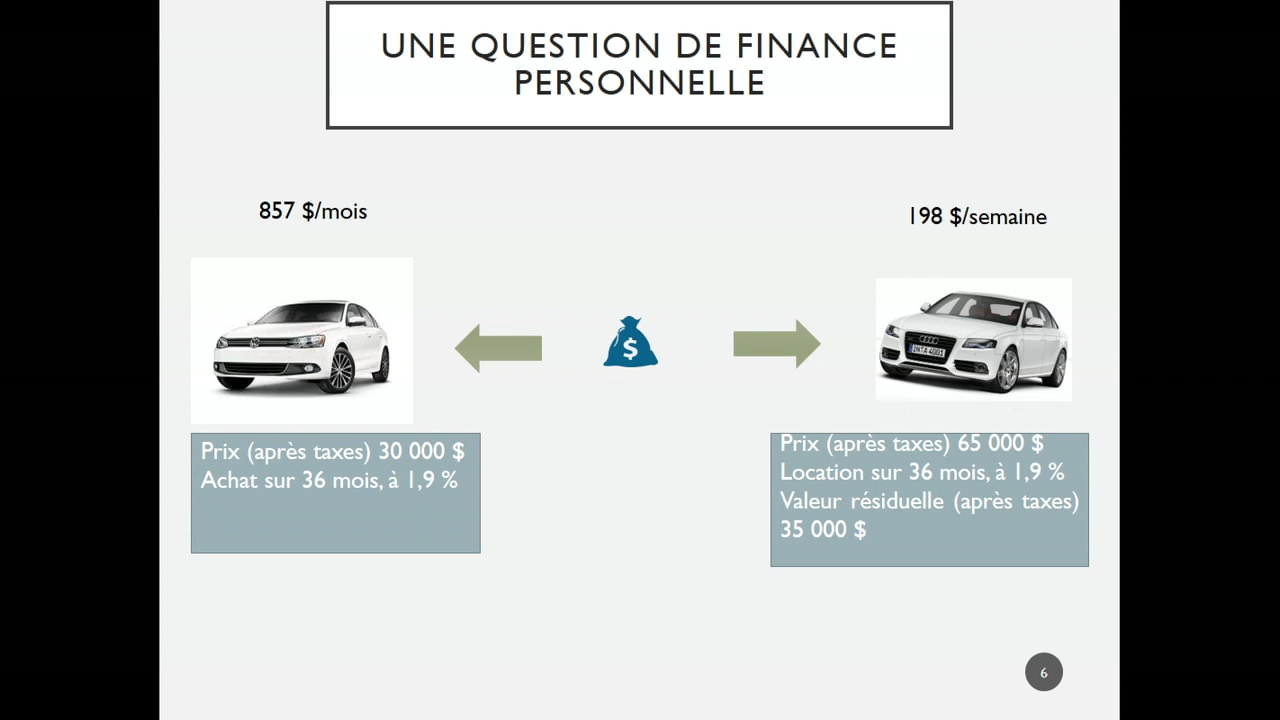 UNE QUESTION DE FINANCE
PERSONNELLE
857 $/mois
198 $/semaine
$
Prix (après taxes) 30 000 $
Achat sur 36 mois, à 1,9 %
Prix (après taxes) 65 000 $
Location sur 36 mois, à 1,9 %
Valeur résiduelle (après taxes)
35 000 $
6